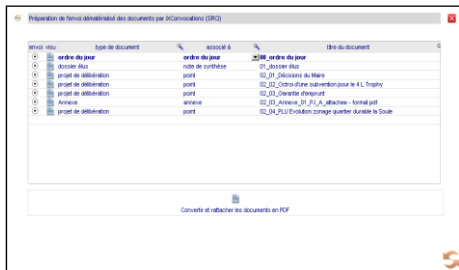 Préparation de l'envoi dématérialisé des documents par iXConvocations (SRCI)
envoi visu type de document associé à titre du document
ordre du jour ordre du jour 00_ordre du jour
dossier élus note de synthèse 01_dossier élus
projet de délibération point 02_01_Décisions du Maire
projet de délibération point 02_02_Octroi d'une subvention pour le 4 L Trophy
projet de délibération point 02_03_Garantie d'emprunt
Annexe annexe 02_03_Annexe_01_PJ_A_attachee - format pdf
projet de délibération point 02_04_PLU Evolution zonage quartier durable la Soule
Convertir et rattacher les documents en PDF